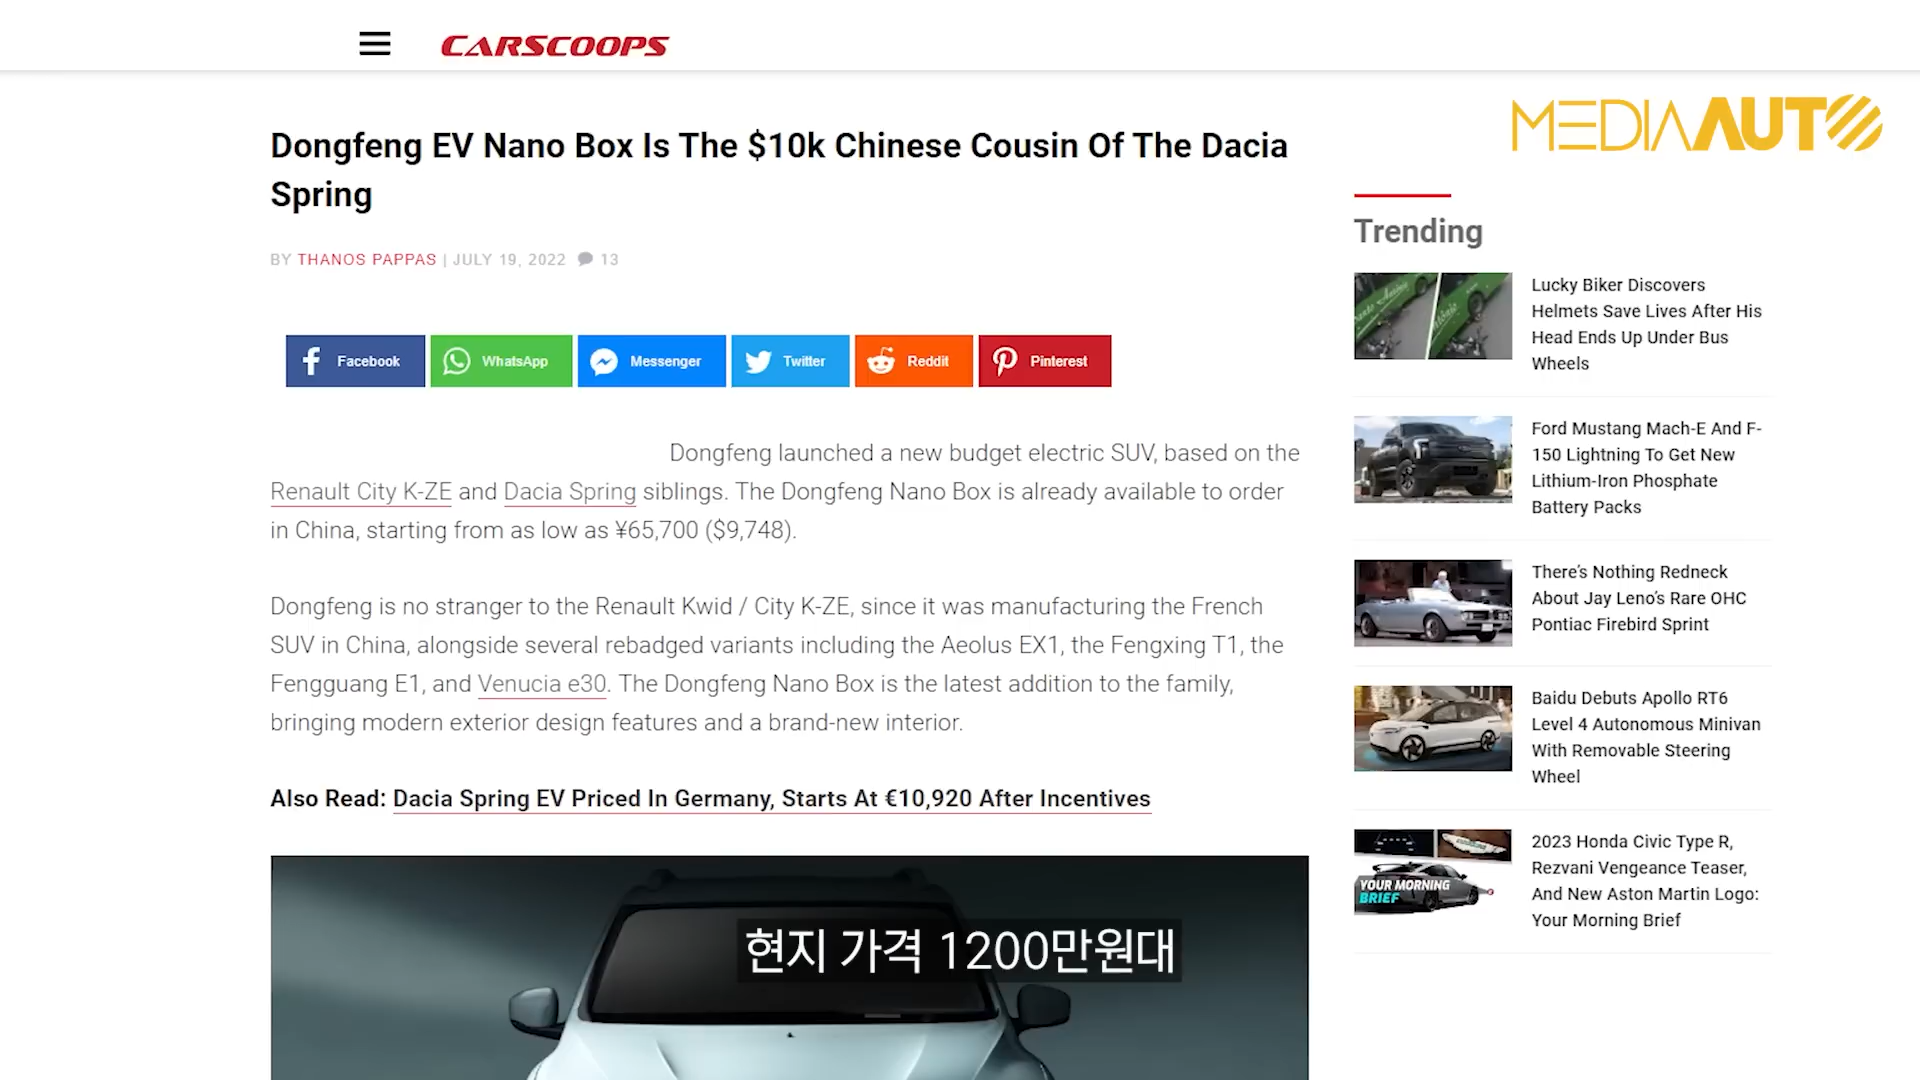 CARSCOOPS
MEDIAAUTO
Dongfeng EV Nano Box Is The $10k Chinese Cousin Of The Dacia
Spring
BY THANOS PAPPAS | JULY 19, 2022 13
Facebook
WhatsApp
Messenger
Twitter
Reddit
Pinterest
Dongfeng launched a new budget electric SUV, based on the
Renault City K-ZE and Dacia Spring siblings. The Dongfeng Nano Box is already available to order
in China, starting from as low as ¥65,700 ($9,748).
Dongfeng is no stranger to the Renault Kwid / City K-ZE, since it was manufacturing the French
SUV in China, alongside several rebadged variants including the Aeolus EX1, the Fengxing T1, the
Fengguang E1, and Venucia e30. The Dongfeng Nano Box is the latest addition to the family,
bringing modern exterior design features and a brand-new interior.
Also Read: Dacia Spring EV Priced In Germany, Starts At €10,920 After Incentives
현지 가격 1200만원대
Trending
Lucky Biker Discovers
Helmets Save Lives After His
Head Ends Up Under Bus
Wheels
Ford Mustang Mach-E And F-
150 Lightning To Get New
Lithium-Iron Phosphate
Battery Packs
There's Nothing Redneck
About Jay Leno's Rare OHC
Pontiac Firebird Sprint
Baidu Debuts Apollo RT6
Level 4 Autonomous Minivan
With Removable Steering
Wheel
YOUR MORNING
BRIEF
2023 Honda Civic Type R,
Rezvani Vengeance Teaser,
And New Aston Martin Logo:
Your Morning Brief